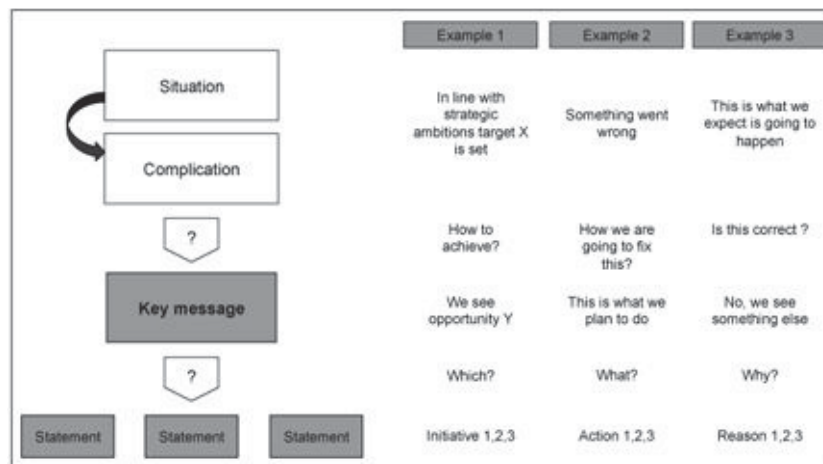 Situation
Complication
?
Key message
?
Statement
Statement
Statement
Example 1
In line with
strategic
ambitions target X
is set
How to
achieve?
We see
opportunity Y
Which?
Initiative 1,2,3
Example 2
Something went
wrong
How we are
going to fix
this?
This is what we
plan to do
What?
Action 1,2,3
Example 3
This is what we
expect is going to
happen
Is this correct ?
No, we see
something else
Why?
Reason 1,2,3